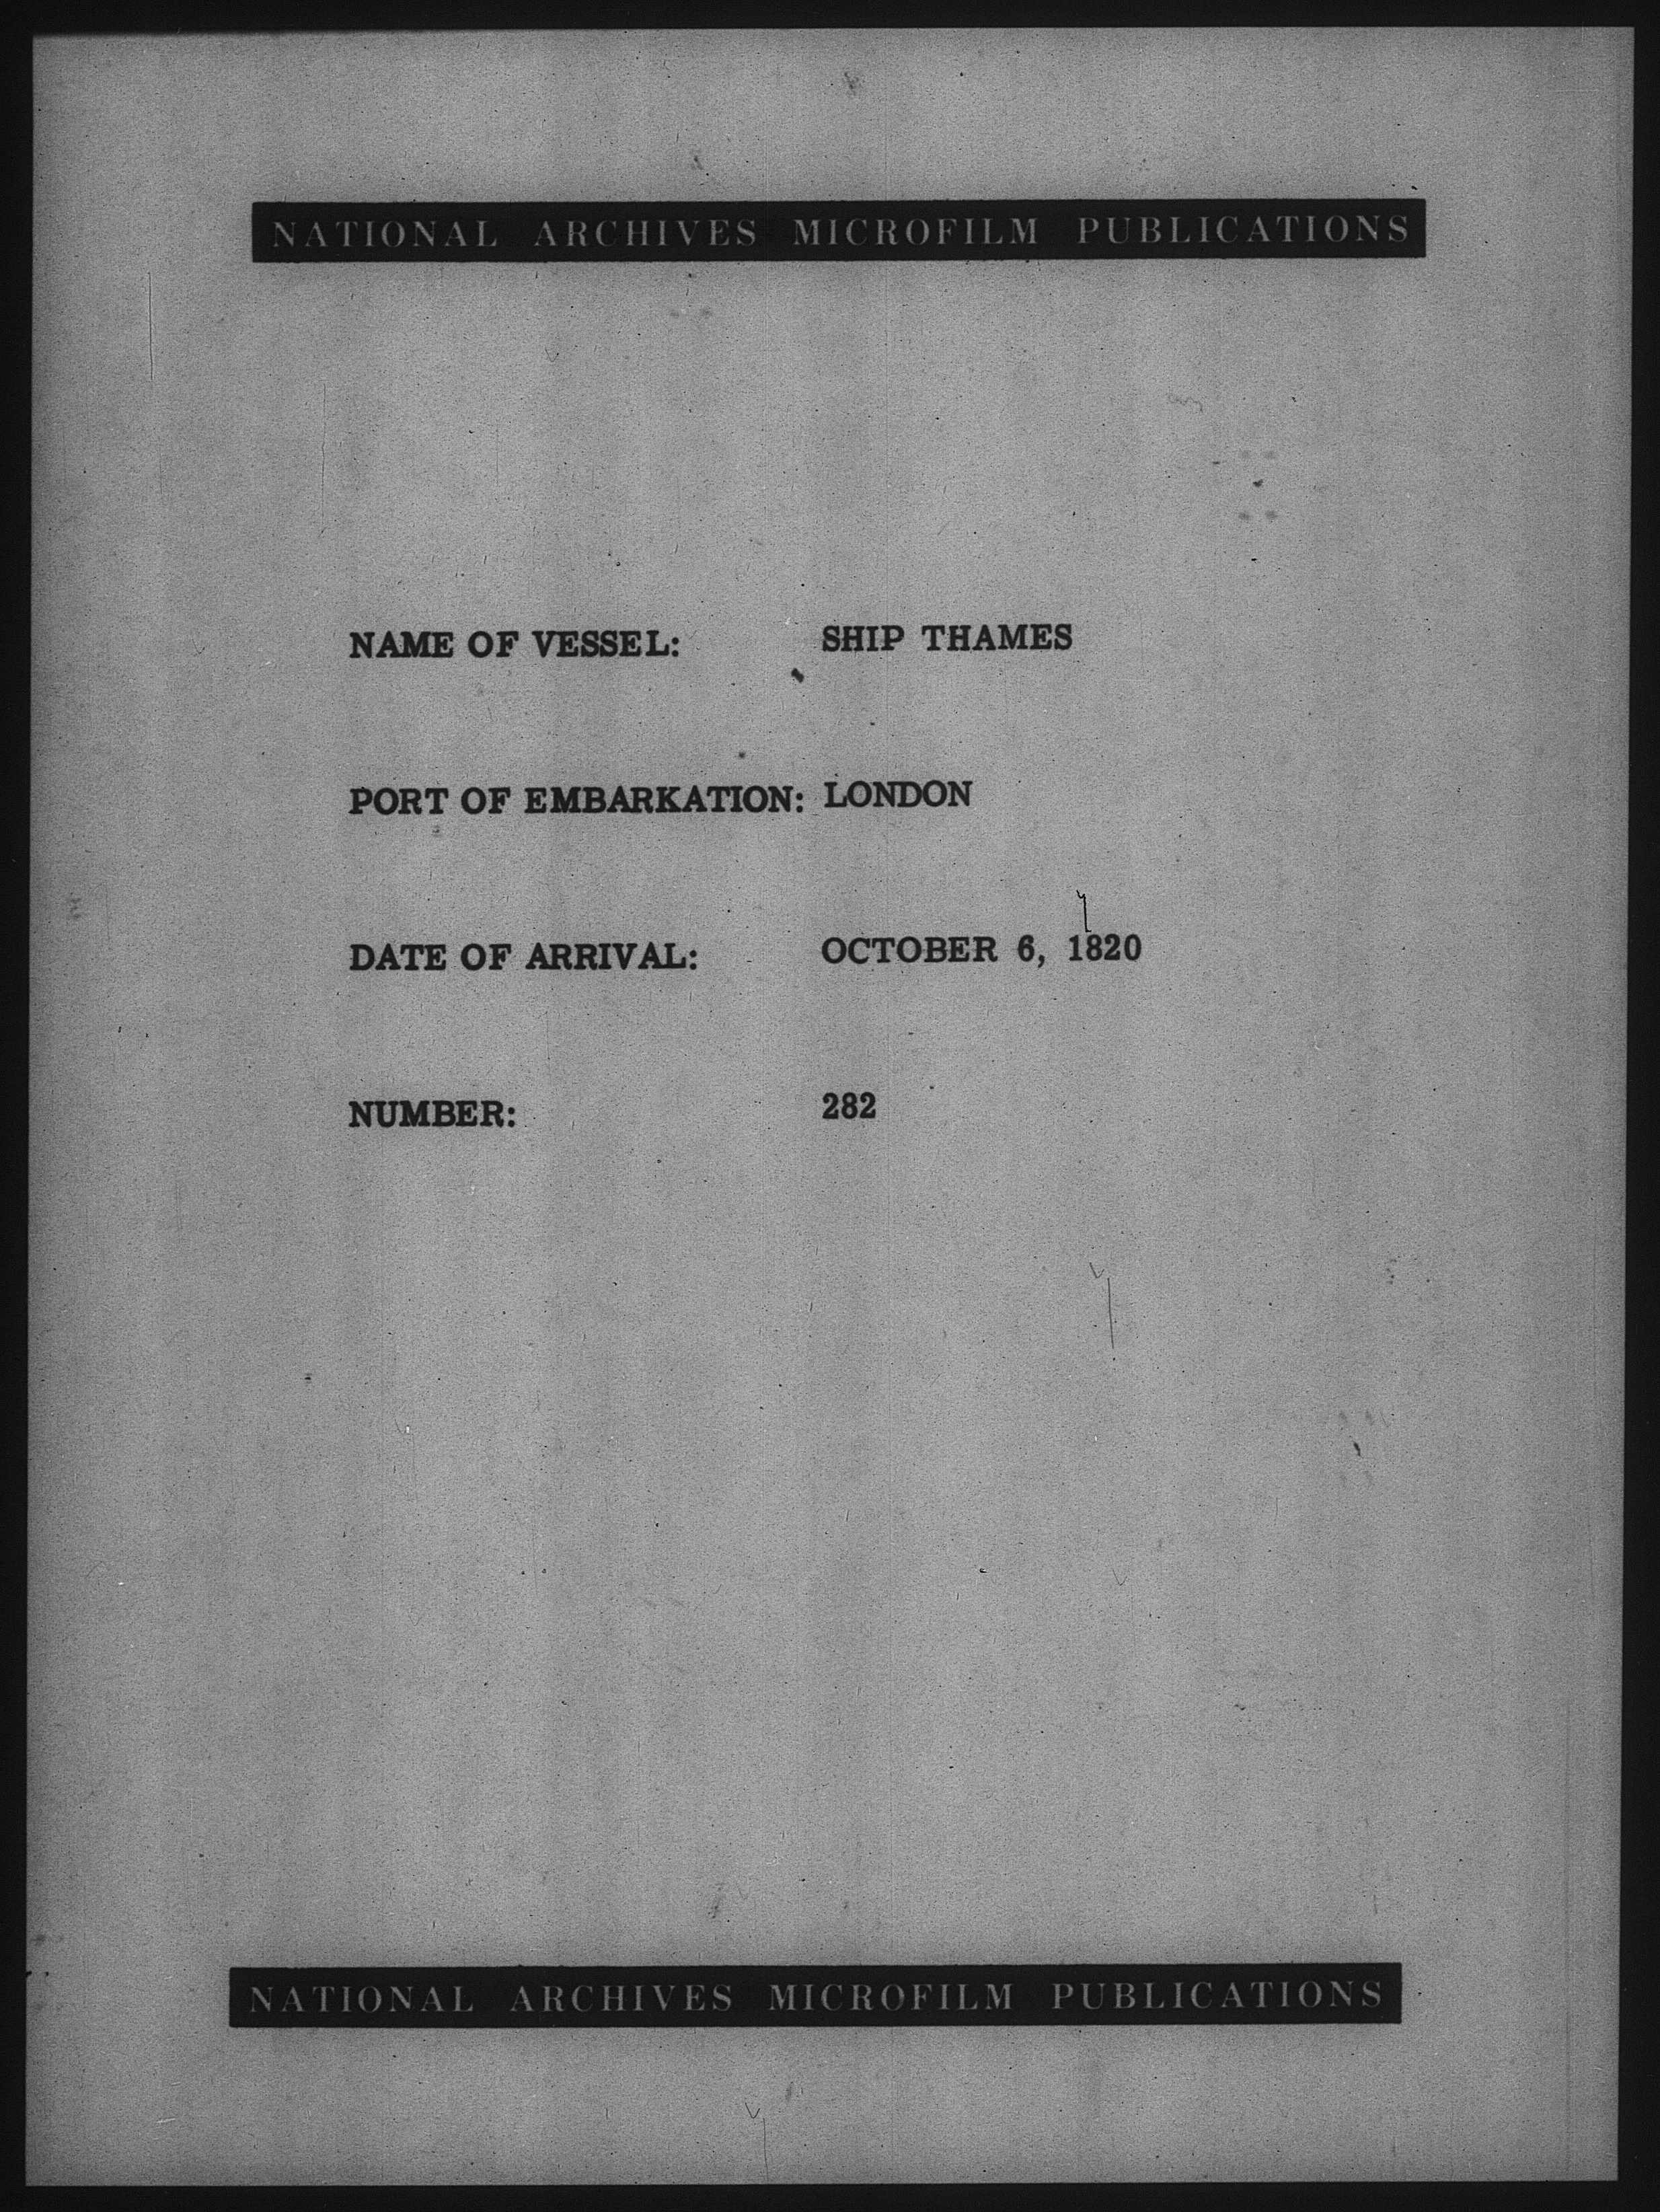 NATIONAL ARCHIVES MICROFILM PUBLICATIONS
NAME OF VESSEL: SHIP THAMES
PORT OF EMBARKATION: LONDON
DATE OF ARRIVAL: OCTOBER 6, 1820
NUMBER: 282
NATIONAL ARCHIVES MICROFILM PUBLICATIONS